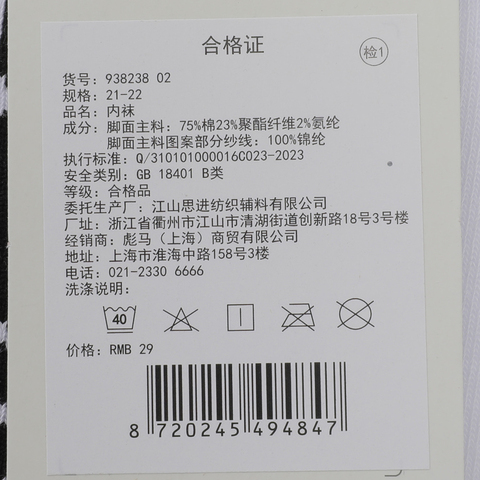 合格证
检1
货号: 938238 02
规格: 21-22
品名: 内袜
成分: 脚面主料: 75%棉23%聚酯纤维2%氨纶
脚面主料图案部分纱线: 100%锦纶
执行标准: Q/310101000016C023-2023
安全类别: GB 18401 B类
等级: 合格品
委托生产厂: 江山思进纺织辅料有限公司
厂址: 浙江省衢州市江山市清湖街道创新路18号3号楼
经销商: 彪马（上海）商贸有限公司
地址: 上海市淮海中路158号3楼
电话: 021-2330 6666
洗涤说明:
40
价格: RMB 29
8 720245 494847